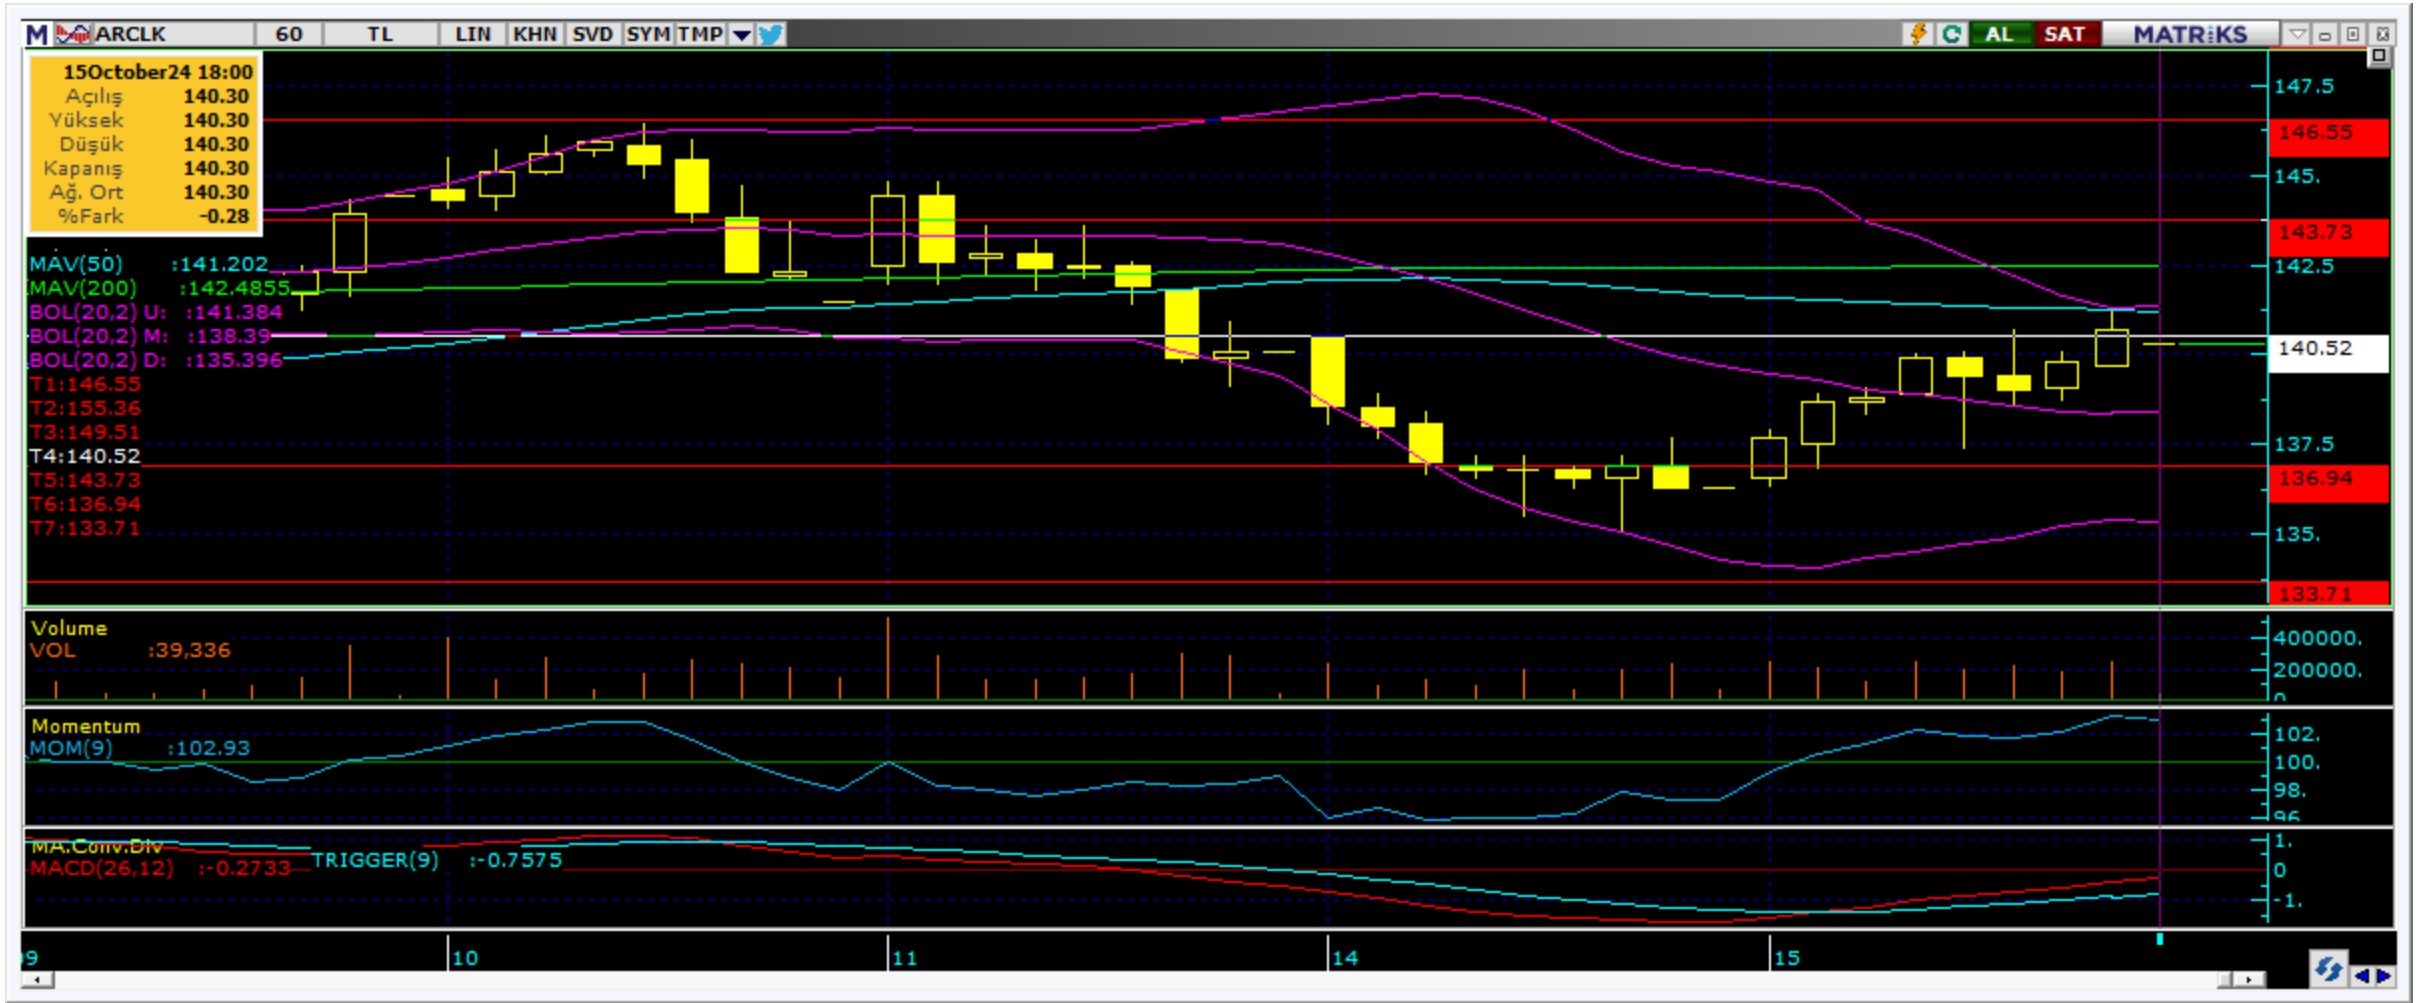 M ARCLK 60 TL LIN KHN SVD SYM TMP AL SAT MATRiKS
15October24 18:00
Açılış 140.30
Yüksek 140.30
Düşük 140.30
Kapanış 140.30
Ağ. Ort 140.30
%Fark -0.28
MAV(50) :141.202
MAV(200) :142.4855
BOL(20,2) U: :141.384
BOL(20,2) M: :138.39
BOL(20,2) D: :135.396
T1:146.55
T2:155.36
T3:149.51
T4:140.52
T5:143.73
T6:136.94
T7:133.71
147.5
146.55
145.
143.73
142.5
140.52
137.5
136.94
135.
133.71
Volume
VOL :39,336
400000.
200000.
0
Momentum
MOM(9) :102.93
102.
100.
98.
96
MA.Conv.Div
MACD(26,12) :-0.2733 TRIGGER(9) :-0.7575
1.
0
-1.
09 10 11 14 15